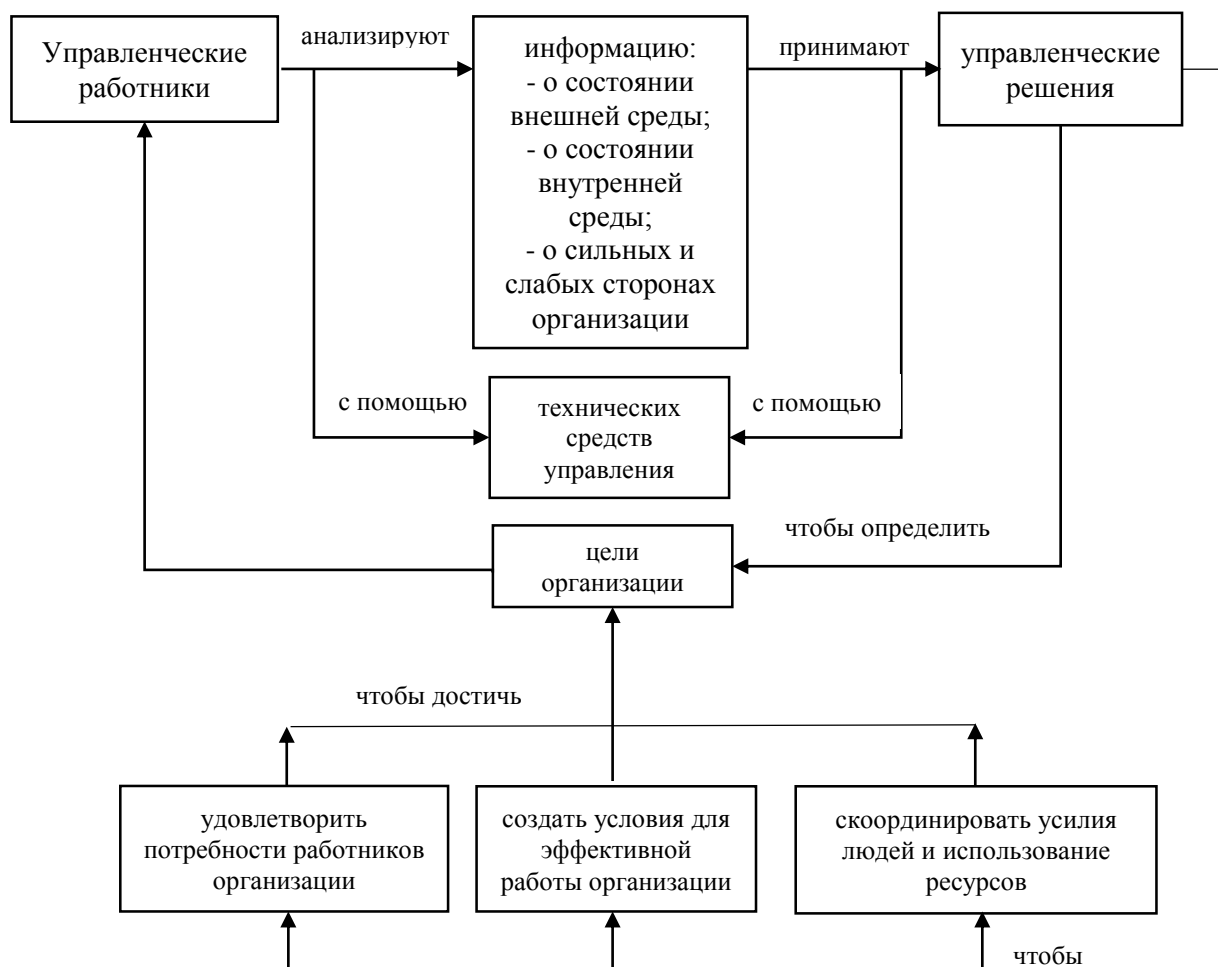 Управленческие
работники
анализируют
информацию:
- о состоянии
внешней среды;
- о состоянии
внутренней
среды;
- о сильных и
слабых сторонах
организации
принимают
управленческие
решения
с помощью
технических
средств
управления
с помощью
чтобы определить
цели
организации
чтобы достичь
удовлетворить
потребности работников
организации
создать условия для
эффективной
работы организации
скоординировать усилия
людей и использование
ресурсов
чтобы